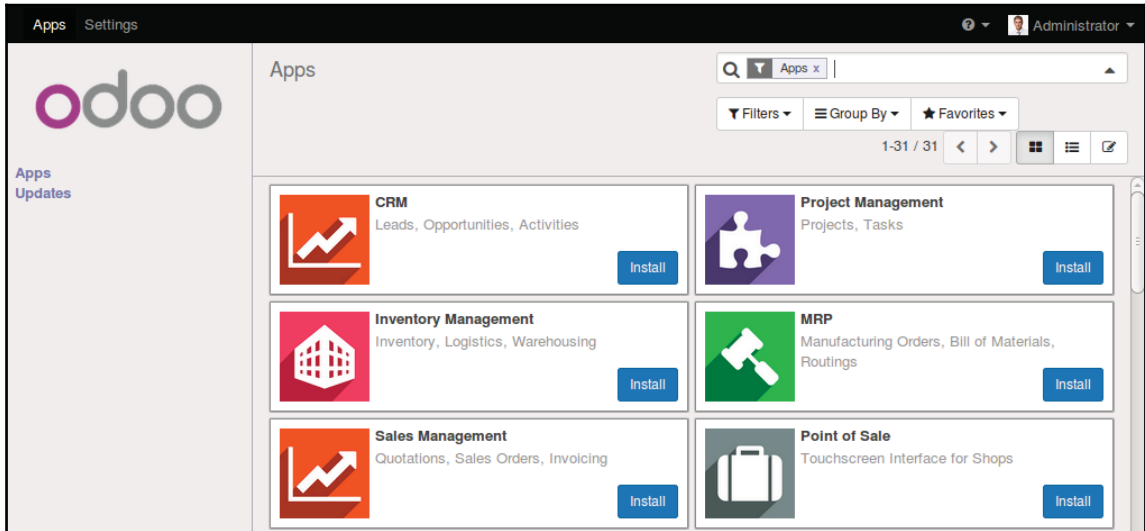 Apps Settings
Administrator
odoo
Apps
Updates
Apps
Apps x
Filters Group By Favorites
1-31 / 31
CRM
Leads, Opportunities, Activities
Install
Project Management
Projects, Tasks
Install
Inventory Management
Inventory, Logistics, Warehousing
Install
MRP
Manufacturing Orders, Bill of Materials,
Routings
Install
Sales Management
Quotations, Sales Orders, Invoicing
Install
Point of Sale
Touchscreen Interface for Shops
Install